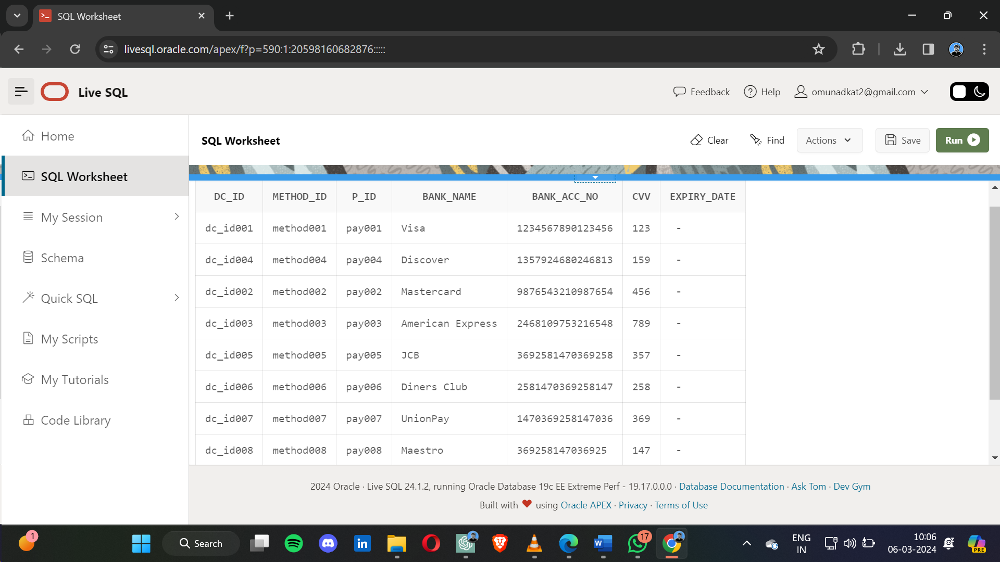 SQL Worksheet
livesql.oracle.com/apex/f?p=590:1:20598160682876:::::
Live SQL
Feedback
Help
omunadkat2@gmail.com
Home
SQL Worksheet
My Session
Schema
Quick SQL
My Scripts
My Tutorials
Code Library
SQL Worksheet
Clear
Find
Actions
Save
Run
DC_ID METHOD_ID P_ID BANK_NAME BANK_ACC_NO CVV EXPIRY_DATE
dc_id001 method001 pay001 Visa 1234567890123456 123 -
dc_id004 method004 pay004 Discover 1357924680246813 159 -
dc_id002 method002 pay002 Mastercard 9876543210987654 456 -
dc_id003 method003 pay003 American Express 2468109753216548 789 -
dc_id005 method005 pay005 JCB 3692581470369258 357 -
dc_id006 method006 pay006 Diners Club 2581470369258147 258 -
dc_id007 method007 pay007 UnionPay 1470369258147036 369 -
dc_id008 method008 pay008 Maestro 369258147036925 147 -
2024 Oracle · Live SQL 24.1.2, running Oracle Database 19c EE Extreme Perf - 19.17.0.0.0 · Database Documentation · Ask Tom · Dev Gym
Built with ❤ using Oracle APEX · Privacy · Terms of Use
1
Search
in
W
17
ENG
IN
10:06
06-03-2024
PRE